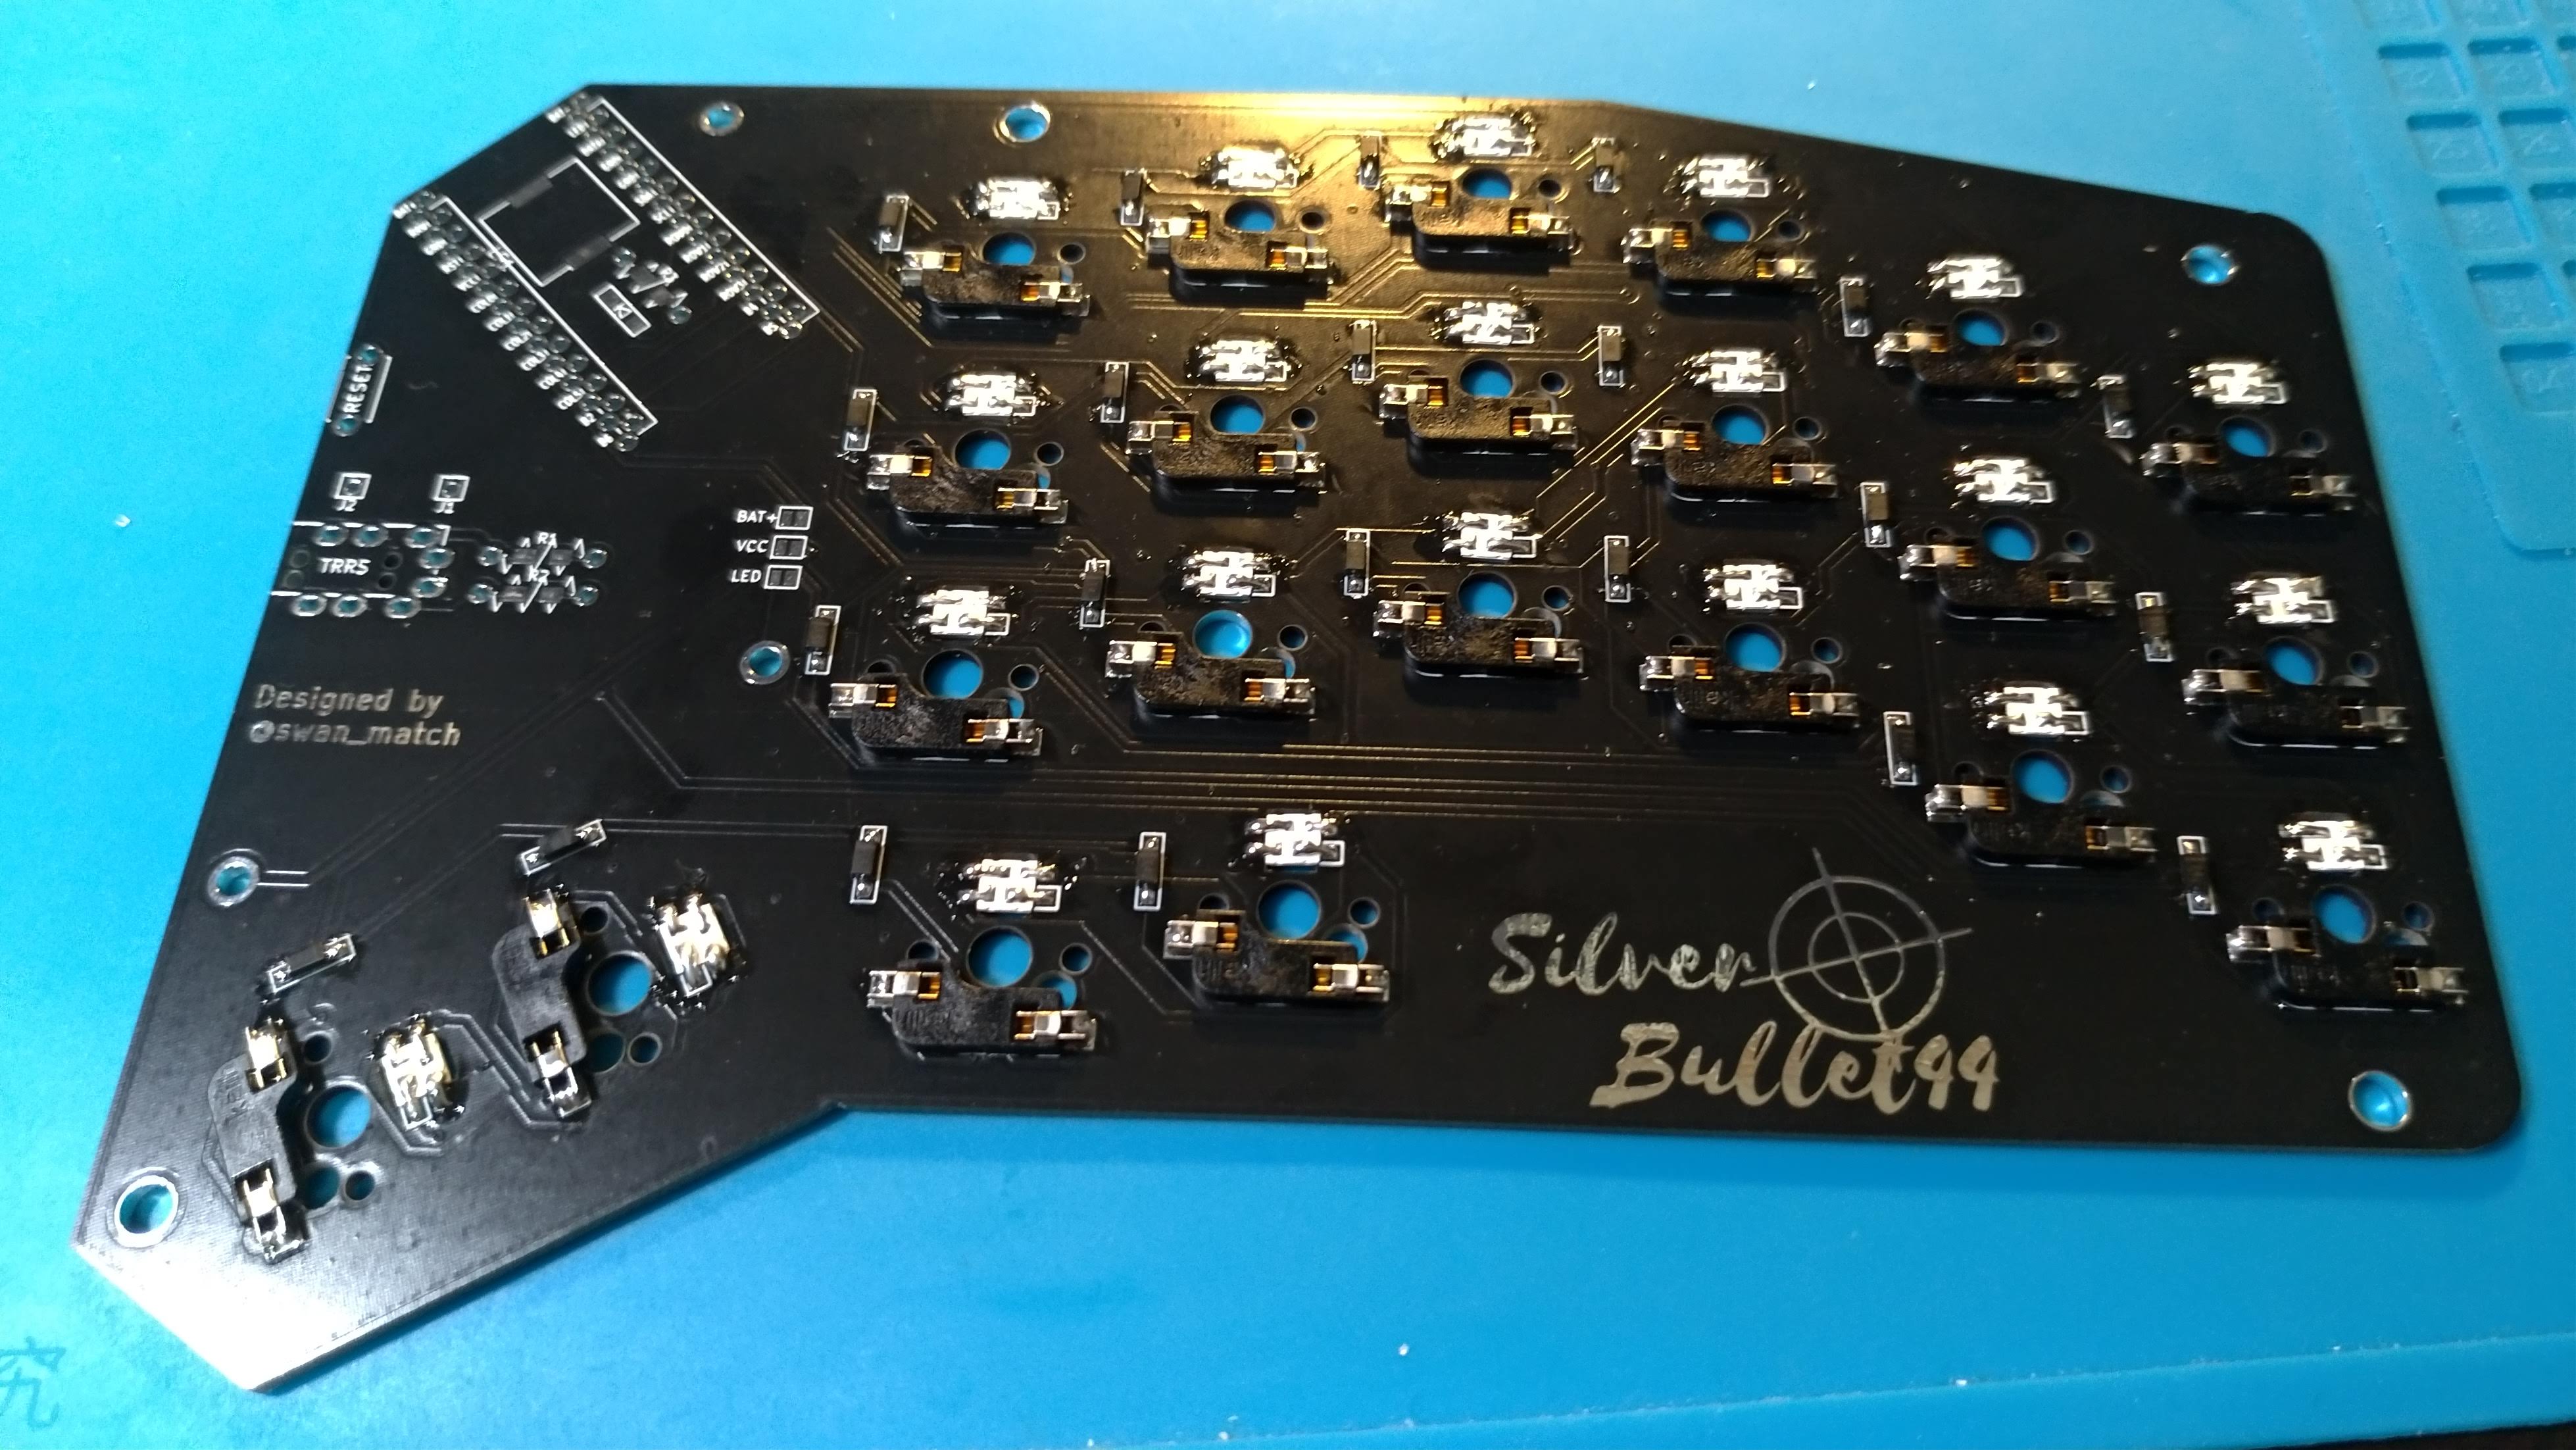 RESET
J2
J1
TRRS
R1
R2
BAT+
VCC
LED
Designed by
@swan_match
Silver
Bullet44